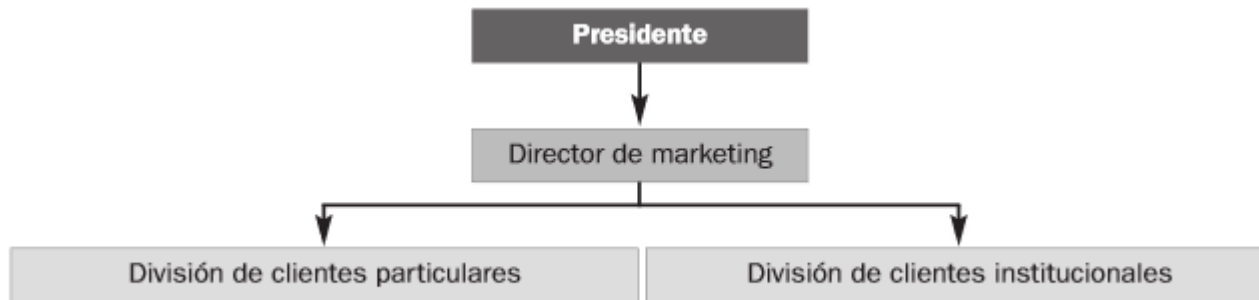 Presidente
Director de marketing
División de clientes particulares
División de clientes institucionales